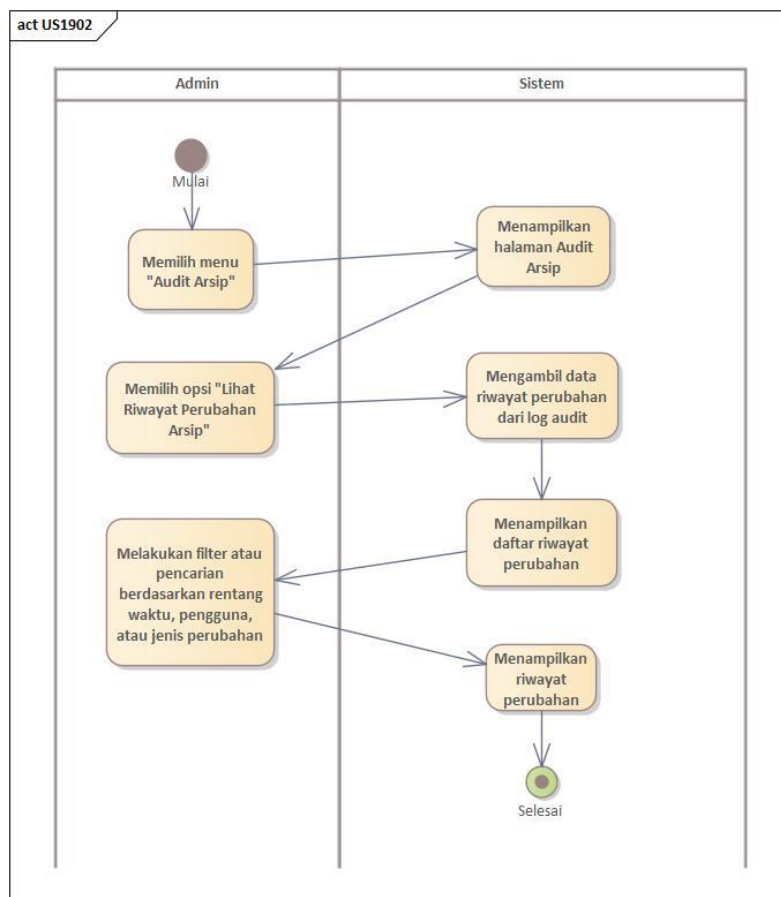 act US1902
Admin
Sistem
Mulai
Memilih menu
"Audit Arsip"
Menampilkan
halaman Audit
Arsip
Memilih opsi "Lihat
Riwayat Perubahan
Arsip"
Mengambil data
riwayat perubahan
dari log audit
Menampilkan
daftar riwayat
perubahan
Melakukan filter atau
pencarian
berdasarkan rentang
waktu, pengguna,
atau jenis perubahan
Menampilkan
riwayat
perubahan
Selesai